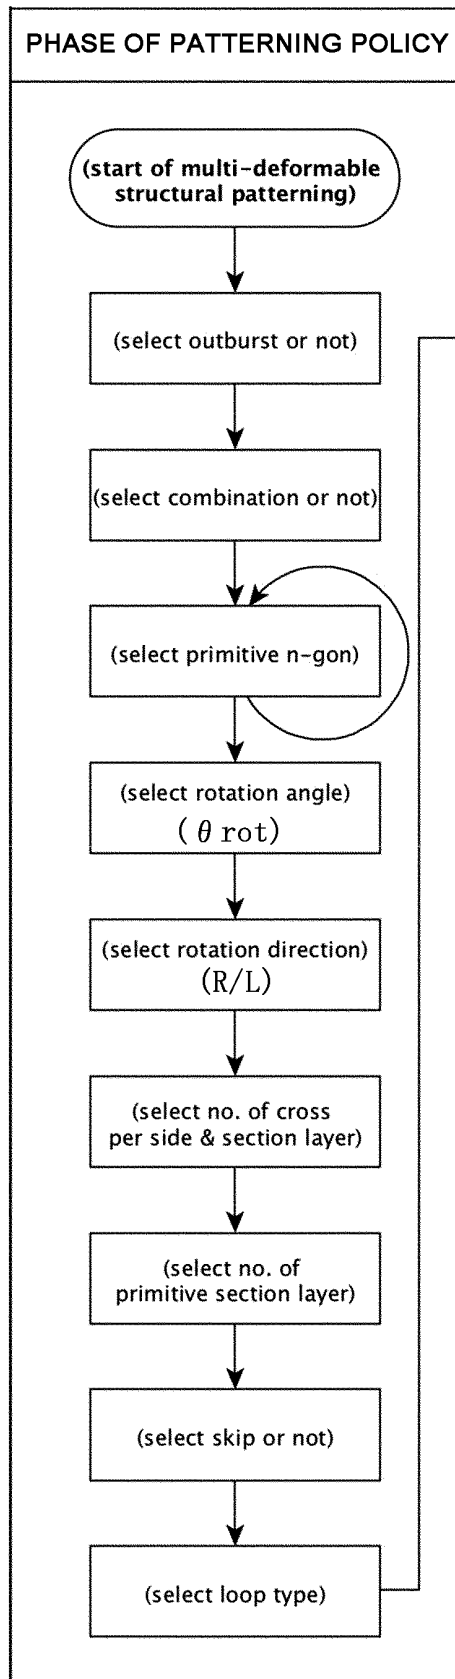 PHASE OF PATTERNING POLICY
(start of multi-deformable
structural patterning)
(select outburst or not)
(select combination or not)
(select primitive n-gon)
(select rotation angle)
(θ rot)
(select rotation direction)
(R/L)
(select no. of cross
per side & section layer)
(select no. of
primitive section layer)
(select skip or not)
(select loop type)